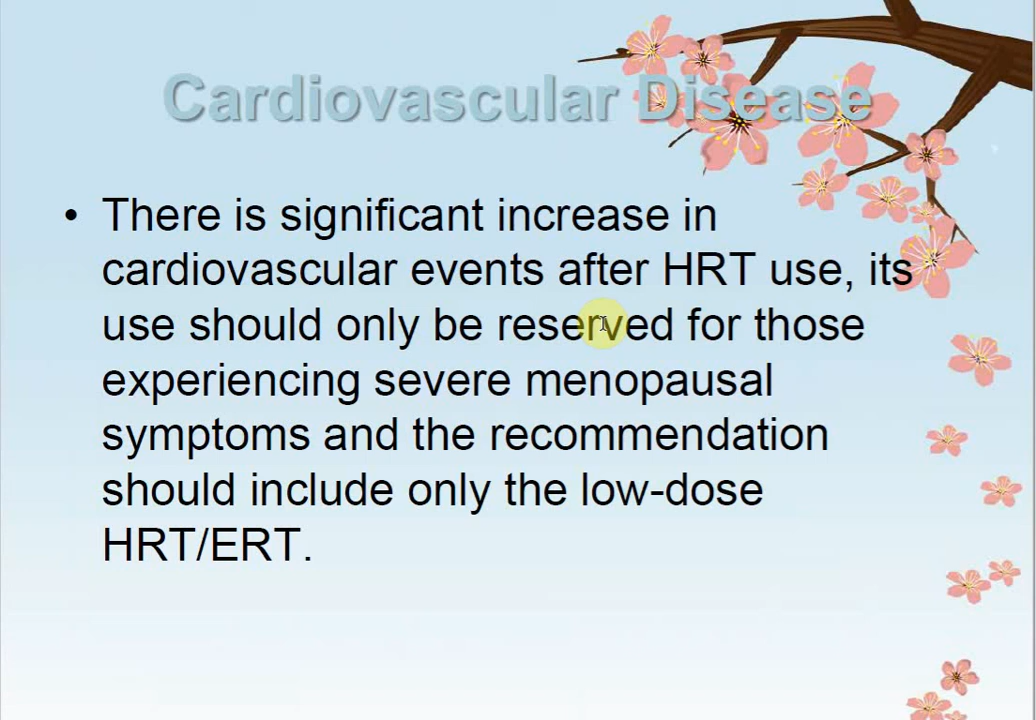 Cardiovascular Disease
• There is significant increase in
cardiovascular events after HRT use, its
use should only be reserved for those
experiencing severe menopausal
symptoms and the recommendation
should include only the low-dose
HRT/ERT.